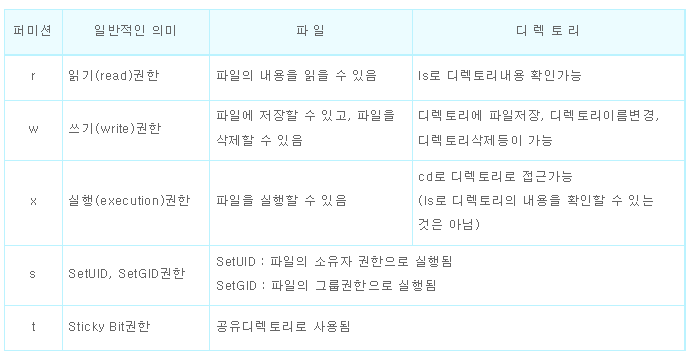 퍼미션 일반적인 의미 파 일 디 렉 토 리
r 읽기(read)권한 파일의 내용을 읽을 수 있음 ls로 디렉토리내용 확인가능
w 쓰기(write)권한 파일에 저장할 수 있고, 파일을
삭제할 수 있음 디렉토리에 파일저장, 디렉토리이름변경,
디렉토리삭제등이 가능
x 실행(execution)권한 파일을 실행할 수 있음 cd로 디렉토리로 접근가능
(ls로 디렉토리의 내용을 확인할 수 있는
것은 아님)
s SetUID, SetGID권한 SetUID : 파일의 소유자 권한으로 실행됨
SetGID : 파일의 그룹권한으로 실행됨
t Sticky Bit권한 공유디렉토리로 사용됨